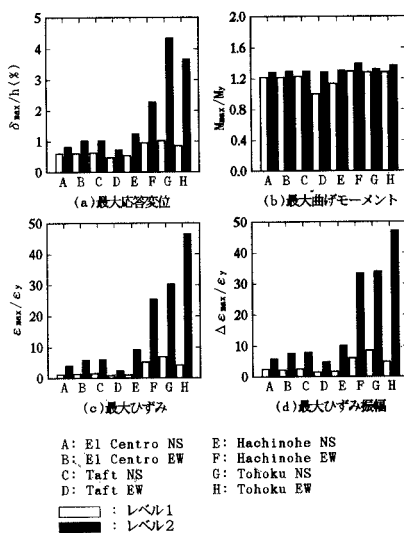 δmax/h(%)
5
4
3
2
1
0
A B C D E F G H
(a)最大応答変位
Mmax/My
2.0
1.6
1.2
0.8
0.4
0.0
A B C D E F G H
(b)最大曲げモーメント
εmax/εy
50
40
30
20
10
0
A B C D E F G H
(c)最大ひずみ
Δεmax/εy
50
40
30
20
10
0
A B C D E F G H
(d)最大ひずみ振幅
A: El Centro NS E: Hachinohe NS
B: El Centro EW F: Hachinohe EW
C: Taft NS G: Tohoku NS
D: Taft EW H: Tohoku EW
: レベル1
: レベル2